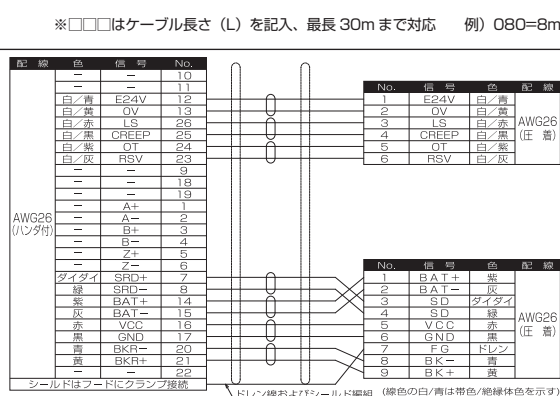 ※□□□はケーブル長さ（L）を記入、最長30mまで対応　例）080=8m
配 線 色 信 号 No.
－ － 10
－ － 11
白／青 E24V 12
白／黄 0V 13
白／赤 LS 26
白／黒 CREEP 25
白／紫 OT 24
白／灰 RSV 23
－ － 9
－ － 18
－ － 19
－ A+ 1
－ A− 2
－ B+ 3
－ B− 4
－ Z+ 5
－ Z− 6
ダイダイ SRD+ 7
緑 SRD− 8
紫 BAT+ 14
灰 BAT− 15
赤 VCC 16
黒 GND 17
青 BKR− 20
黄 BKR+ 21
－ － 22
AWG26
(ハンダ付)
シールドはフードにクランプ接続
No. 信 号 色 配 線
1 E24V 白／青
2 0V 白／黄
3 LS 白／赤
4 CREEP 白／黒
5 OT 白／紫
6 RSV 白／灰
AWG26
(圧 着)
No. 信 号 色 配 線
1 BAT+ 紫
2 BAT− 灰
3 SD ダイダイ
4 SD 緑
5 VCC 赤
6 GND 黒
7 FG ドレン
8 BK− 青
9 BK+ 黄
AWG26
(圧 着)
ドレン線およびシールド編組
(線色の白/青は帯色/絶縁体色を示す)